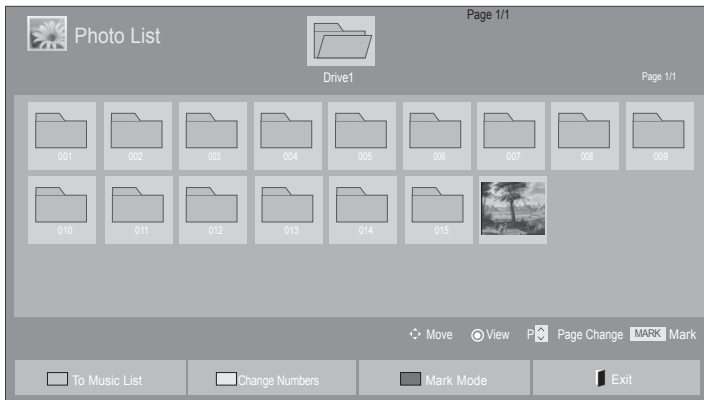 Page 1/1
Photo List
Drive1
Page 1/1
001 002 003 004 005 006 007 008 009
010 011 012 013 014 015
Move View P Page Change MARK Mark
To Music List Change Numbers Mark Mode Exit